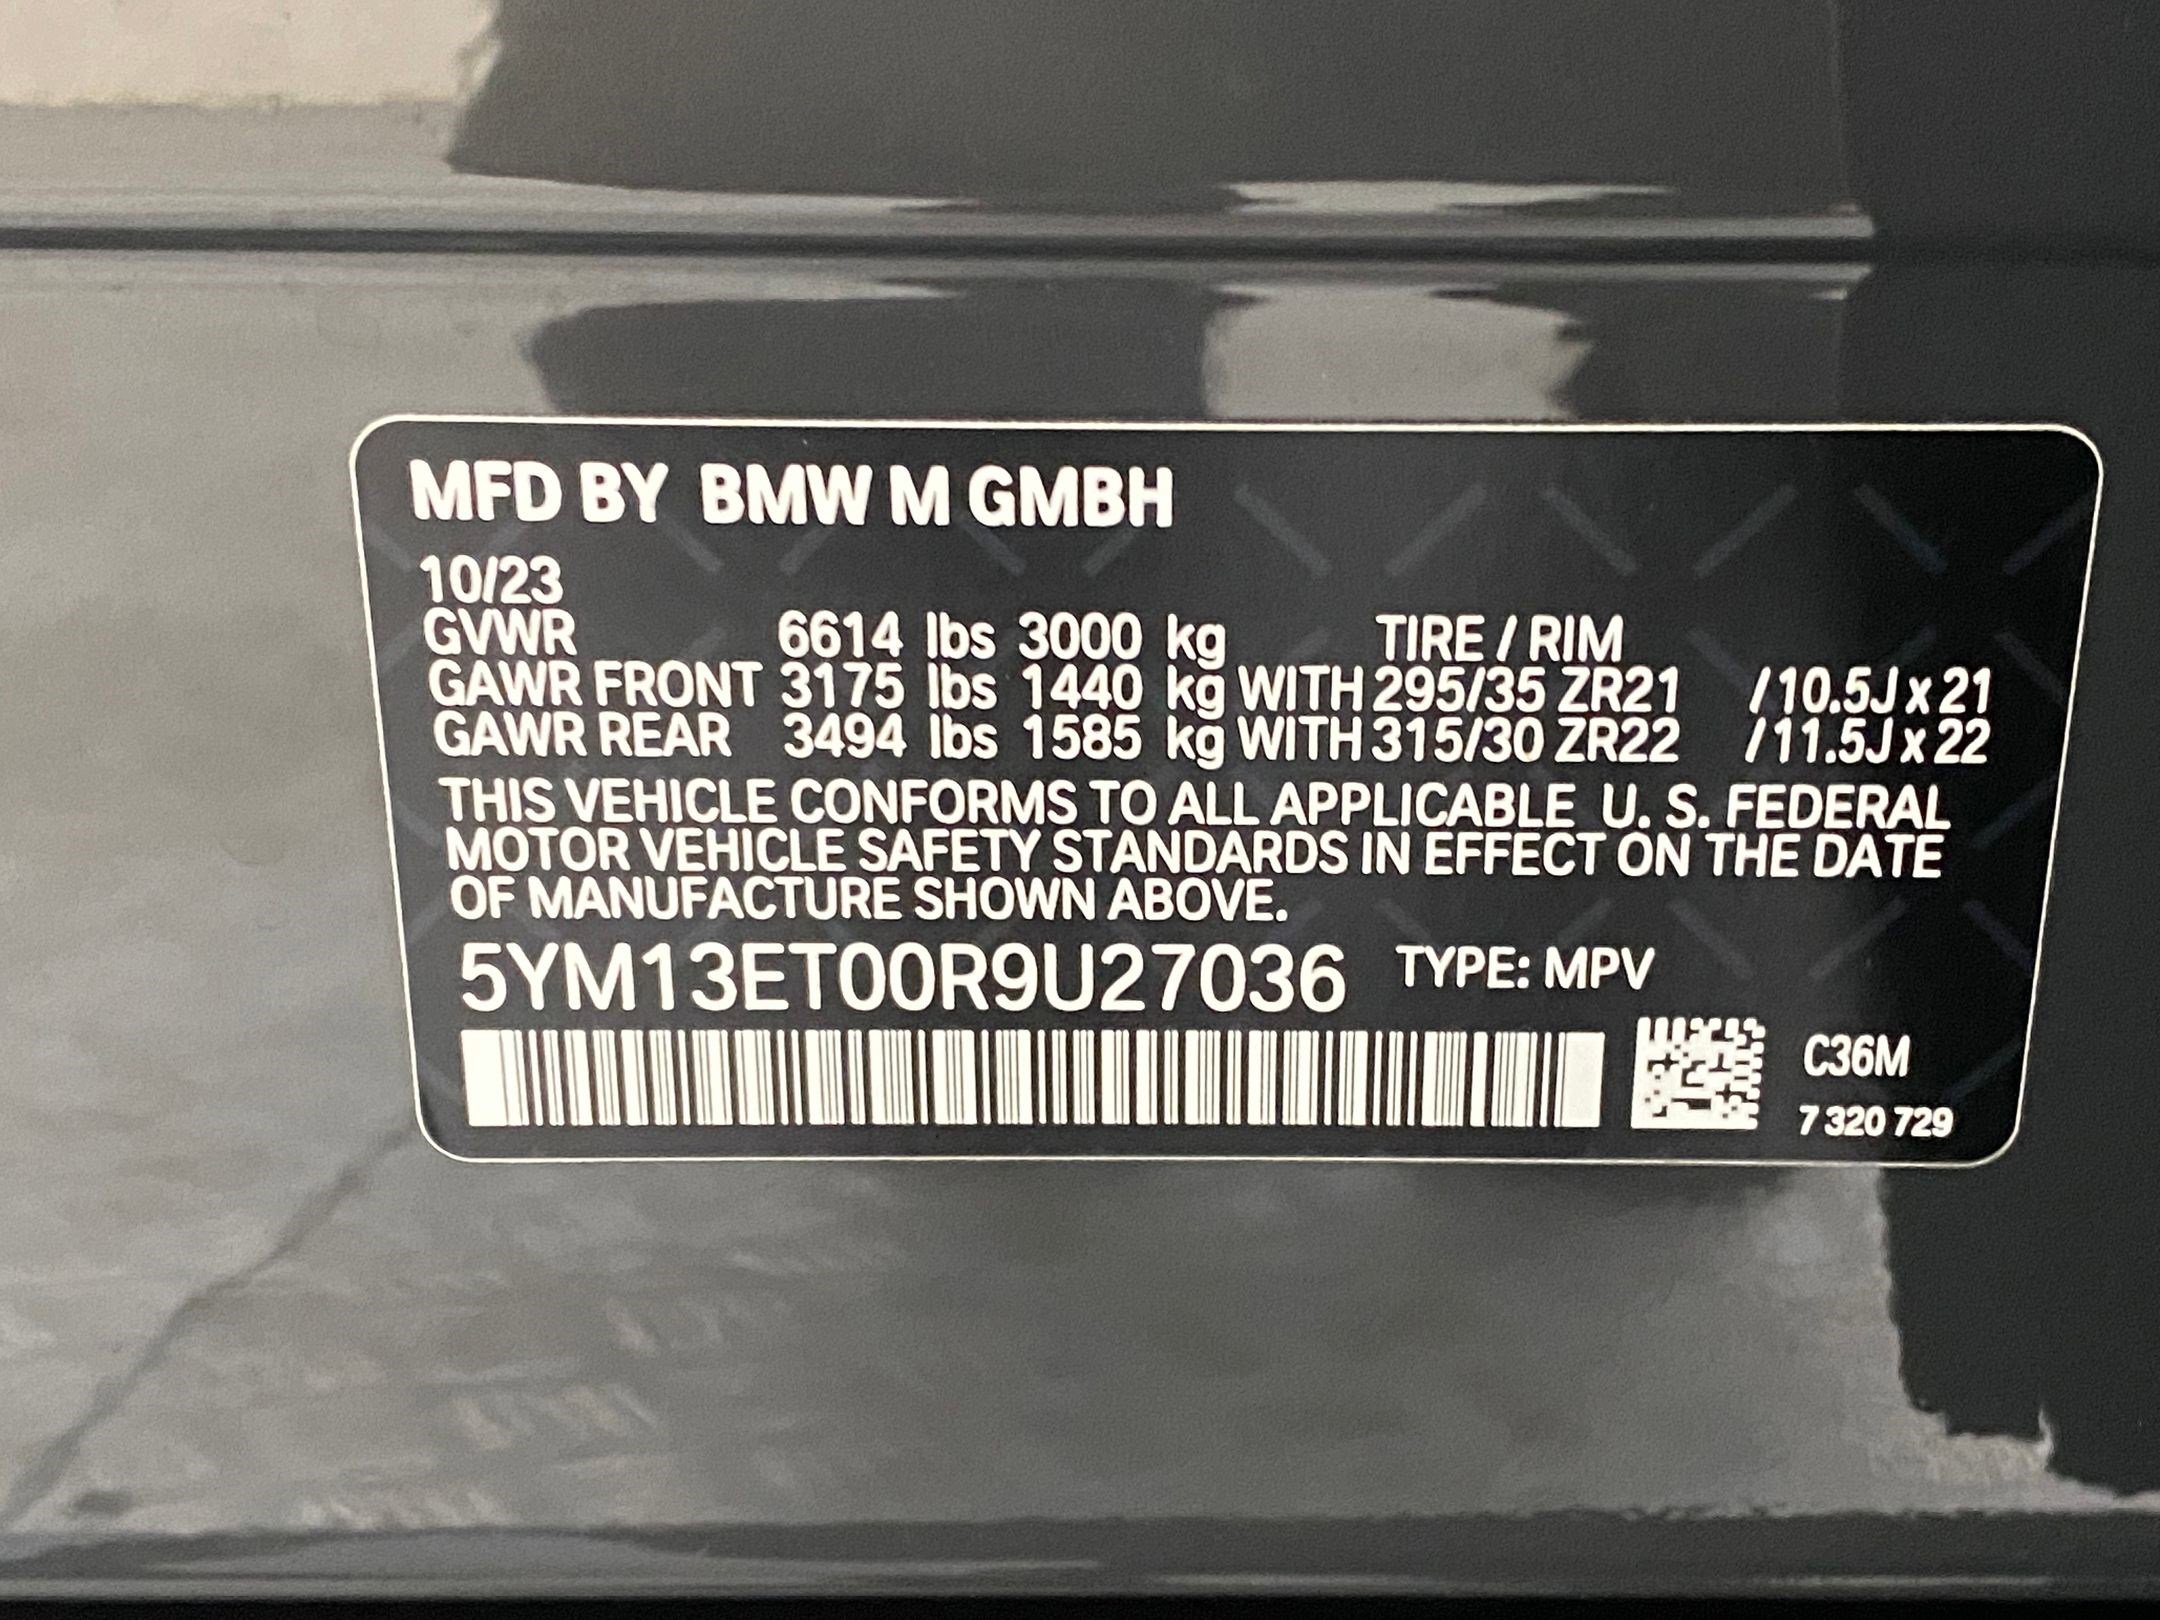 MFD BY BMW M GMBH
10/23
GVWR 6614 lbs 3000 kg TIRE / RIM
GAWR FRONT 3175 lbs 1440 kg WITH 295/35 ZR21 / 10.5J x 21
GAWR REAR 3494 lbs 1585 kg WITH 315/30 ZR22 / 11.5J x 22
THIS VEHICLE CONFORMS TO ALL APPLICABLE U. S. FEDERAL
MOTOR VEHICLE SAFETY STANDARDS IN EFFECT ON THE DATE
OF MANUFACTURE SHOWN ABOVE.
5YM13ET00R9U27036 TYPE: MPV
C36M
7 320 729